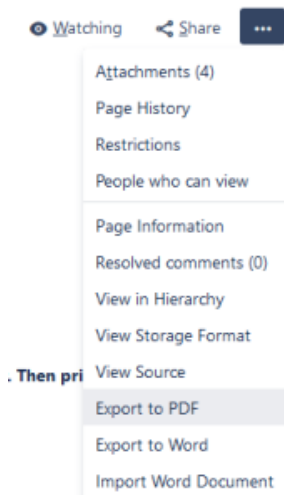 Watching Share ...
Attachments (4)
Page History
Restrictions
People who can view
Page Information
Resolved comments (0)
View in Hierarchy
View Storage Format
. Then pri View Source
Export to PDF
Export to Word
Import Word Document